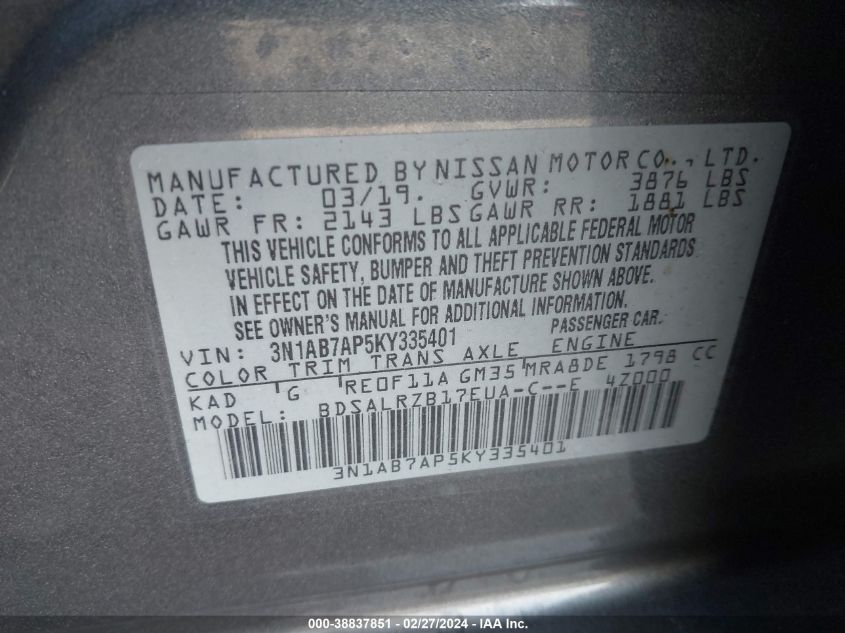 MANUFACTURED BY NISSAN MOTOR CO., LTD.
DATE: 03/19. GVWR: 3876 LBS
GAWR FR: 2143 LBS GAWR RR: 1881 LBS
THIS VEHICLE CONFORMS TO ALL APPLICABLE FEDERAL MOTOR
VEHICLE SAFETY, BUMPER AND THEFT PREVENTION STANDARDS
IN EFFECT ON THE DATE OF MANUFACTURE SHOWN ABOVE.
SEE OWNER'S MANUAL FOR ADDITIONAL INFORMATION.
VIN: 3N1AB7AP5KY335401 PASSENGER CAR.
COLOR TRIM TRANS AXLE ENGINE
KAD G RE0F11A GM35 MRA8DE 1798 CC
MODEL: BDSALRZB17EUA-C--E 4Z000
3N1AB7AP5KY335401
000-38837851 - 02/27/2024 - IAA Inc.